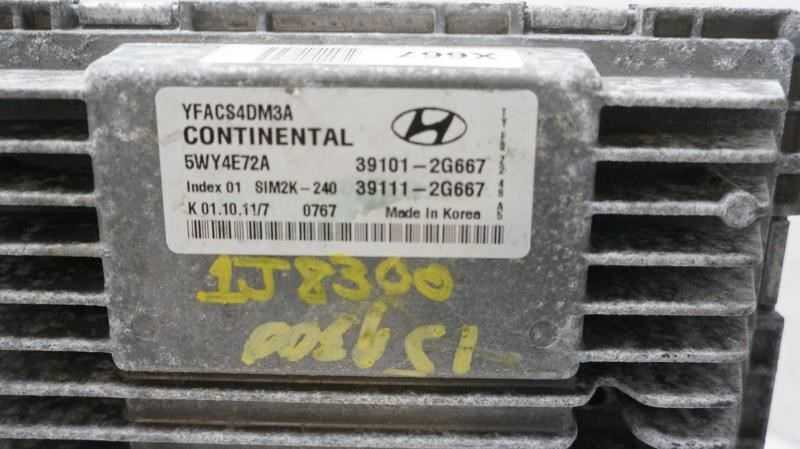 X667
YFACS4DM3A
CONTINENTAL
5WY4E72A 39101-2G667
Index 01 SIM2K-240 39111-2G667
K 01.10.11/7 0767 Made In Korea
1J8300